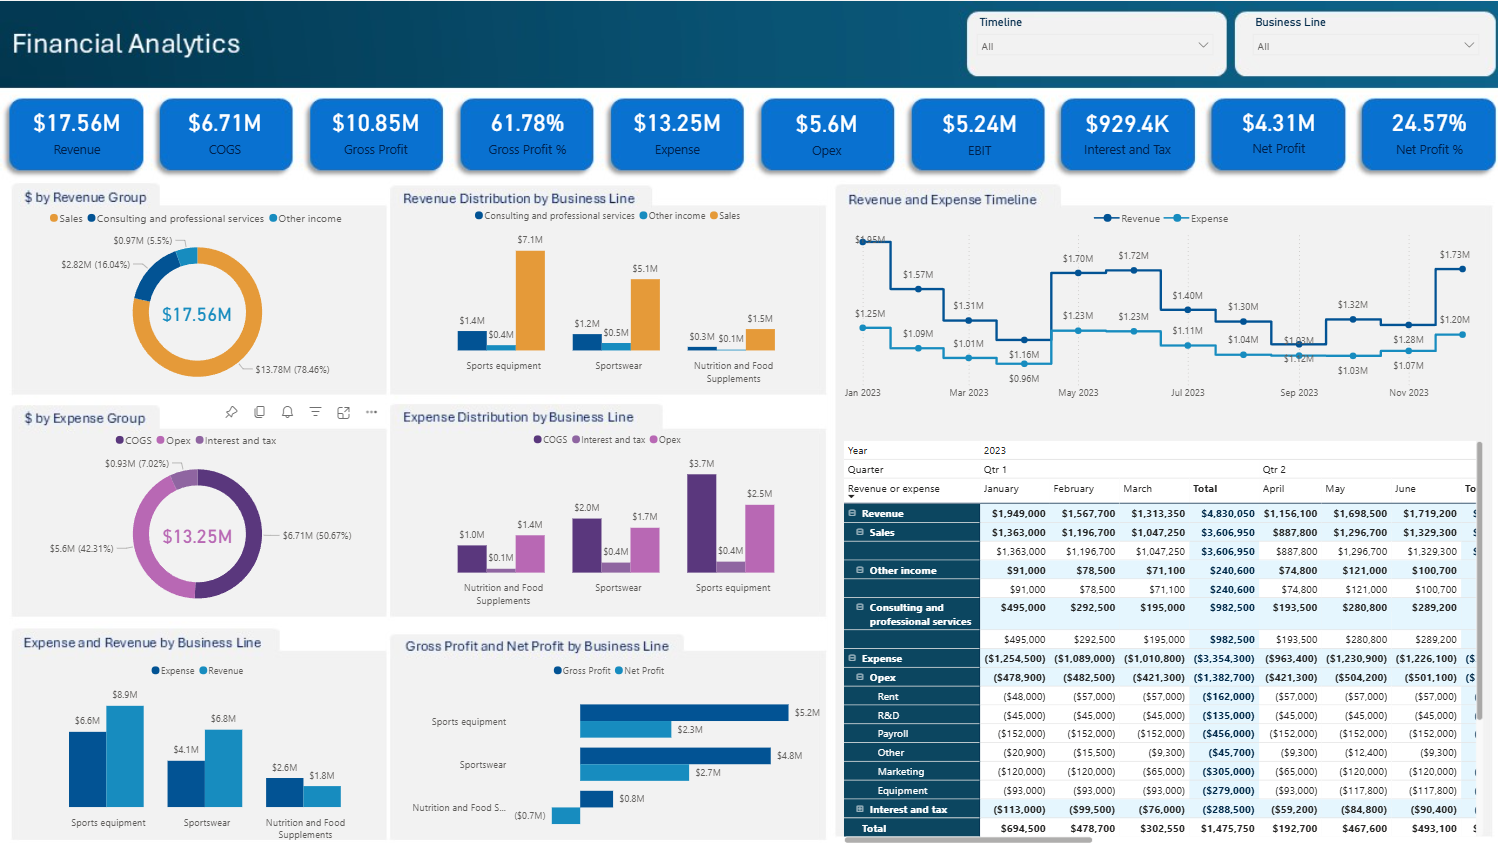 Financial Analytics
Timeline
All
Business Line
All
$17.56M
Revenue
$6.71M
COGS
$10.85M
Gross Profit
61.78%
Gross Profit %
$13.25M
Expense
$5.6M
Opex
$5.24M
EBIT
$929.4K
Interest and Tax
$4.31M
Net Profit
24.57%
Net Profit %
$ by Revenue Group
Sales Consulting and professional services Other income
$0.97M (5.5%)
$2.82M (16.04%)
$17.56M
$13.78M (78.46%)
Revenue Distribution by Business Line
Consulting and professional services Other income Sales
$7.1M
$5.1M
$1.4M
$0.4M
$1.2M
$0.5M
$0.3M
$0.1M
$1.5M
Sports equipment
Sportswear
Nutrition and Food
Supplements
Revenue and Expense Timeline
Revenue Expense
$1.95M
$1.57M
$1.31M
$1.16M
$1.70M
$1.72M
$1.40M
$1.30M
$1.03M
$1.12M
$1.32M
$1.28M
$1.73M
$1.25M
$1.09M
$1.01M
$0.96M
$1.23M
$1.23M
$1.11M
$1.04M
$1.03M
$1.07M
$1.20M
Jan 2023
Mar 2023
May 2023
Jul 2023
Sep 2023
Nov 2023
$ by Expense Group
COGS Opex Interest and tax
$0.93M (7.02%)
$13.25M
$5.6M (42.31%)
$6.71M (50.67%)
Expense Distribution by Business Line
COGS Interest and tax Opex
$3.7M
$2.5M
$2.0M
$1.7M
$1.0M
$1.4M
$0.1M
$0.4M
$0.4M
Nutrition and Food
Supplements
Sportswear
Sports equipment
Expense and Revenue by Business Line
Expense Revenue
$8.9M
$6.6M
$6.8M
$4.1M
$2.6M
$1.8M
Sports equipment
Sportswear
Nutrition and Food
Supplements
Gross Profit and Net Profit by Business Line
Gross Profit Net Profit
Sports equipment
$5.2M
$2.3M
Sportswear
$4.8M
$2.7M
Nutrition and Food S...
$0.8M
($0.7M)
Year 2023
Quarter Qtr 1 Qtr 2
Revenue or expense January February March Total April May June To
Revenue $1,949,000 $1,567,700 $1,313,350 $4,830,050 $1,156,100 $1,698,500 $1,719,200 $
Sales $1,363,000 $1,196,700 $1,047,250 $3,606,950 $887,800 $1,296,700 $1,329,300 $
$1,363,000 $1,196,700 $1,047,250 $3,606,950 $887,800 $1,296,700 $1,329,300 $
Other income $91,000 $78,500 $71,100 $240,600 $74,800 $121,000 $100,700
$91,000 $78,500 $71,100 $240,600 $74,800 $121,000 $100,700
Consulting and $495,000 $292,500 $195,000 $982,500 $193,500 $280,800 $289,200
professional services
$495,000 $292,500 $195,000 $982,500 $193,500 $280,800 $289,200
Expense ($1,254,500) ($1,089,000) ($1,010,800) ($3,354,300) ($963,400) ($1,230,900) ($1,226,100) ($
Opex ($478,900) ($482,500) ($421,300) ($1,382,700) ($421,300) ($504,200) ($501,100) ($
Rent ($48,000) ($57,000) ($57,000) ($162,000) ($57,000) ($57,000) ($57,000) (
R&D ($45,000) ($45,000) ($45,000) ($135,000) ($45,000) ($45,000) ($45,000) (
Payroll ($152,000) ($152,000) ($152,000) ($456,000) ($152,000) ($152,000) ($152,000) (
Other ($20,900) ($15,500) ($9,300) ($45,700) ($9,300) ($12,400) ($9,300)
Marketing ($120,000) ($120,000) ($65,000) ($305,000) ($65,000) ($120,000) ($120,000) (
Equipment ($93,000) ($93,000) ($93,000) ($279,000) ($93,000) ($117,800) ($117,800) (
Interest and tax ($113,000) ($99,500) ($76,000) ($288,500) ($59,200) ($84,800) ($90,400) (
Total $694,500 $478,700 $302,550 $1,475,750 $192,700 $467,600 $493,100 $